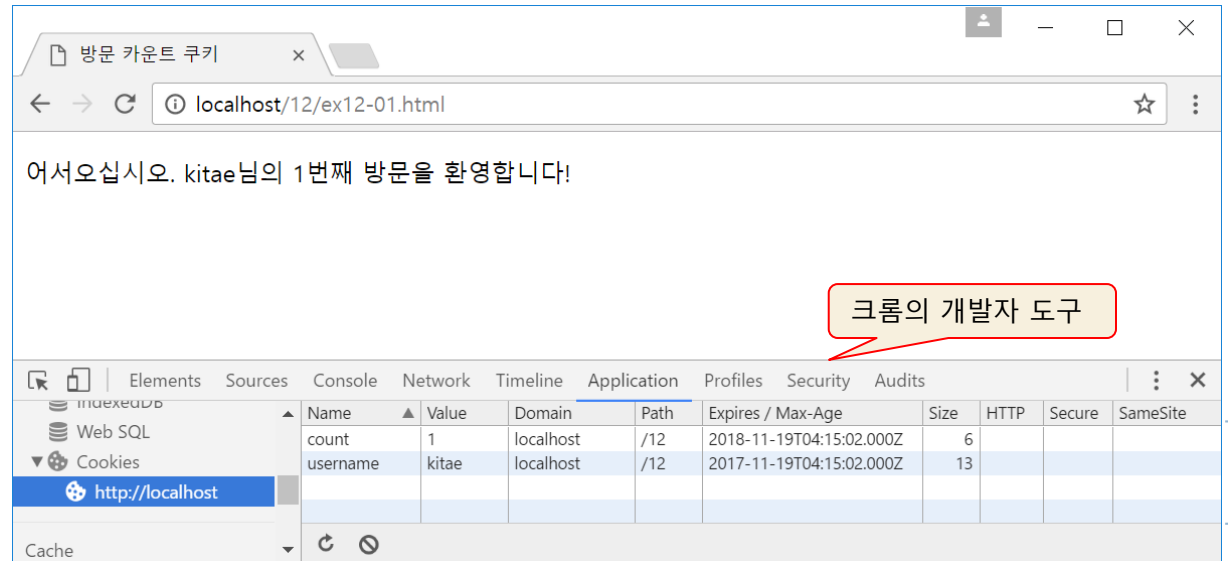 방문 카운트 쿠키
localhost/12/ex12-01.html
어서오십시오. kitae님의 1번째 방문을 환영합니다!
크롬의 개발자 도구
Elements Sources Console Network Timeline Application Profiles Security Audits
IndexedDB
Web SQL
Cookies
http://localhost
Cache
Name Value Domain Path Expires / Max-Age Size HTTP Secure SameSite
count 1 localhost /12 2018-11-19T04:15:02.000Z 6
username kitae localhost /12 2017-11-19T04:15:02.000Z 13